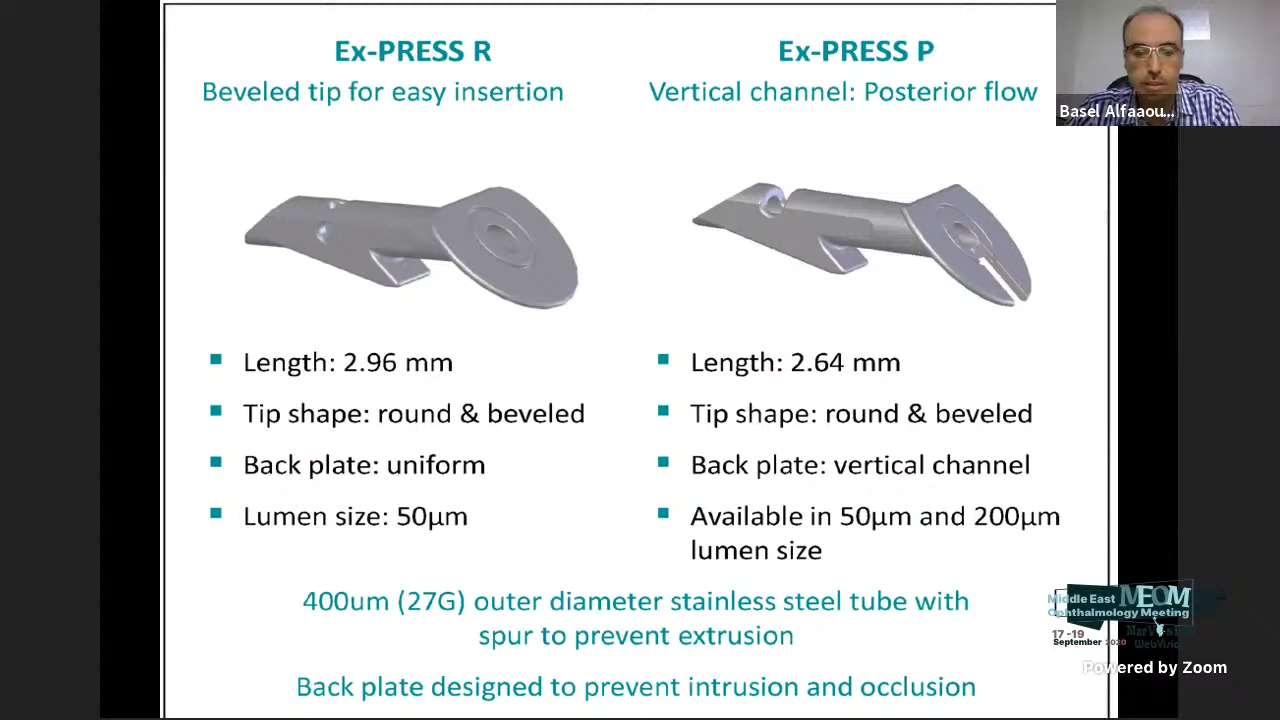 Ex-PRESS R
Beveled tip for easy insertion
Length: 2.96 mm
Tip shape: round & beveled
Back plate: uniform
Lumen size: 50µm
Ex-PRESS P
Vertical channel: Posterior flow
Length: 2.64 mm
Tip shape: round & beveled
Back plate: vertical channel
Available in 50µm and 200µm
lumen size
400um (27G) outer diameter stainless steel tube with
spur to prevent extrusion
Back plate designed to prevent intrusion and occlusion
Basel Alfaaou...
Middle East
MEOM
Ophthalmology Meeting
17-19
September 2020
Powered by Zoom